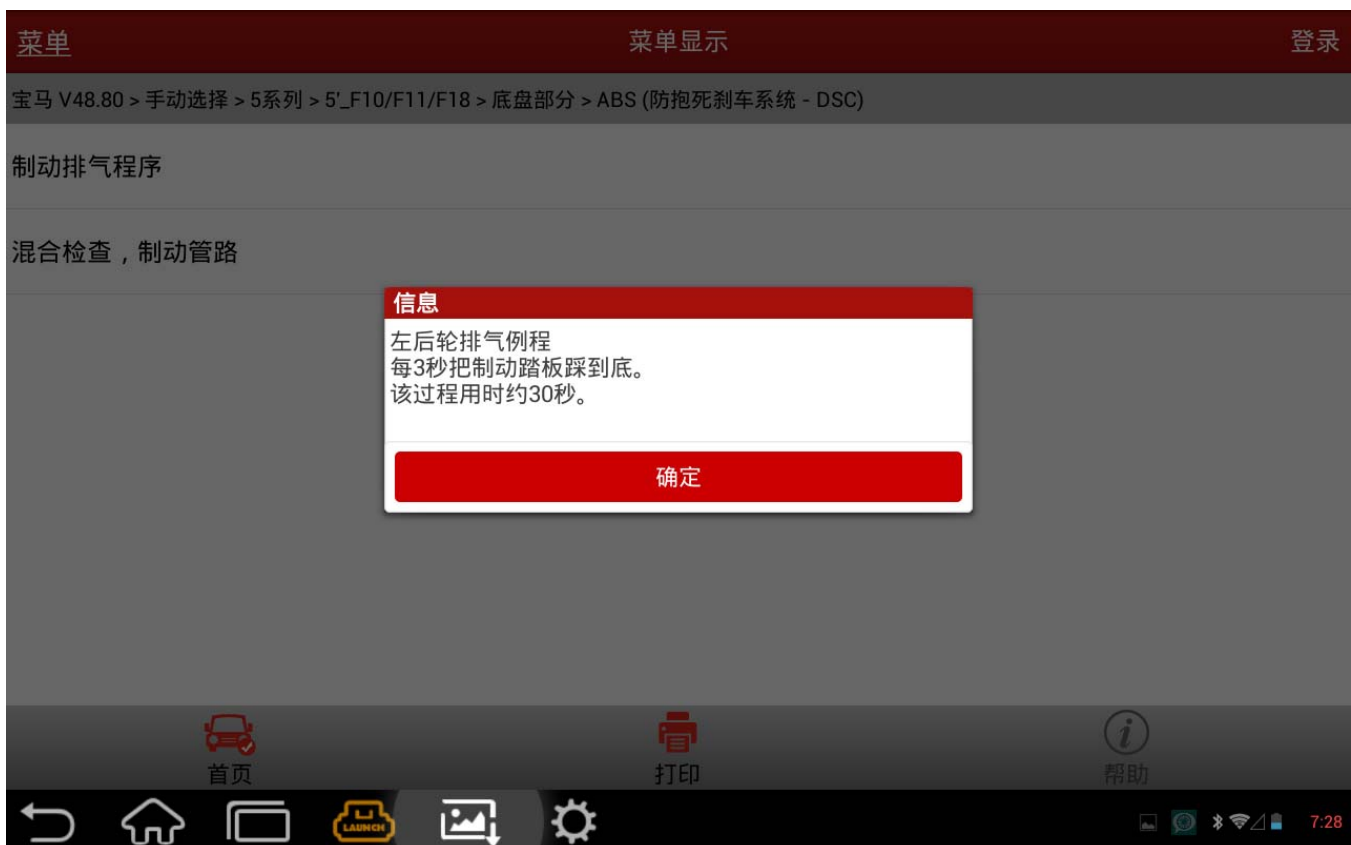 菜单
菜单显示
登录
宝马 V48.80 > 手动选择 > 5系列 > 5'_F10/F11/F18 > 底盘部分 > ABS (防抱死刹车系统 - DSC)
制动排气程序
混合检查，制动管路
信息
左后轮排气例程
每3秒把制动踏板踩到底。
该过程用时约30秒。
确定
首页
打印
帮助
LAUNCH
7:28